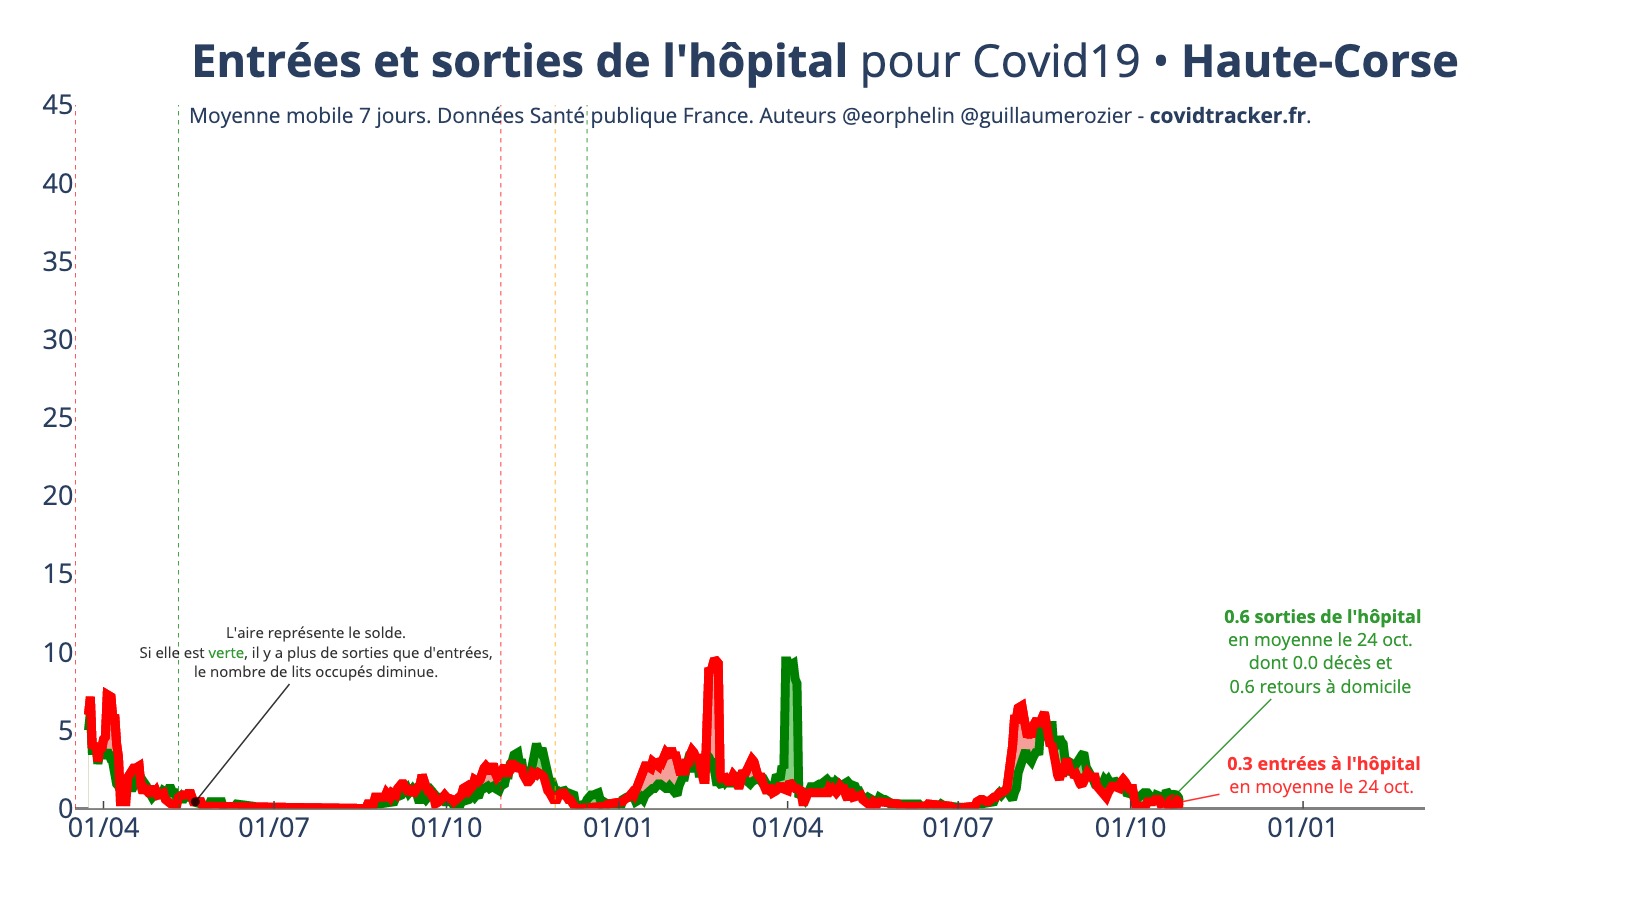 Entrées et sorties de l'hôpital pour Covid19 • Haute-Corse
Moyenne mobile 7 jours. Données Santé publique France. Auteurs @eorphelin @guillaumerozier - covidtracker.fr.
45
40
35
30
25
20
15
10
5
0
L'aire représente le solde.
Si elle est verte, il y a plus de sorties que d'entrées,
le nombre de lits occupés diminue.
0.6 sorties de l'hôpital
en moyenne le 24 oct.
dont 0.0 décès et
0.6 retours à domicile
0.3 entrées à l'hôpital
en moyenne le 24 oct.
01/04 01/07 01/10 01/01 01/04 01/07 01/10 01/01